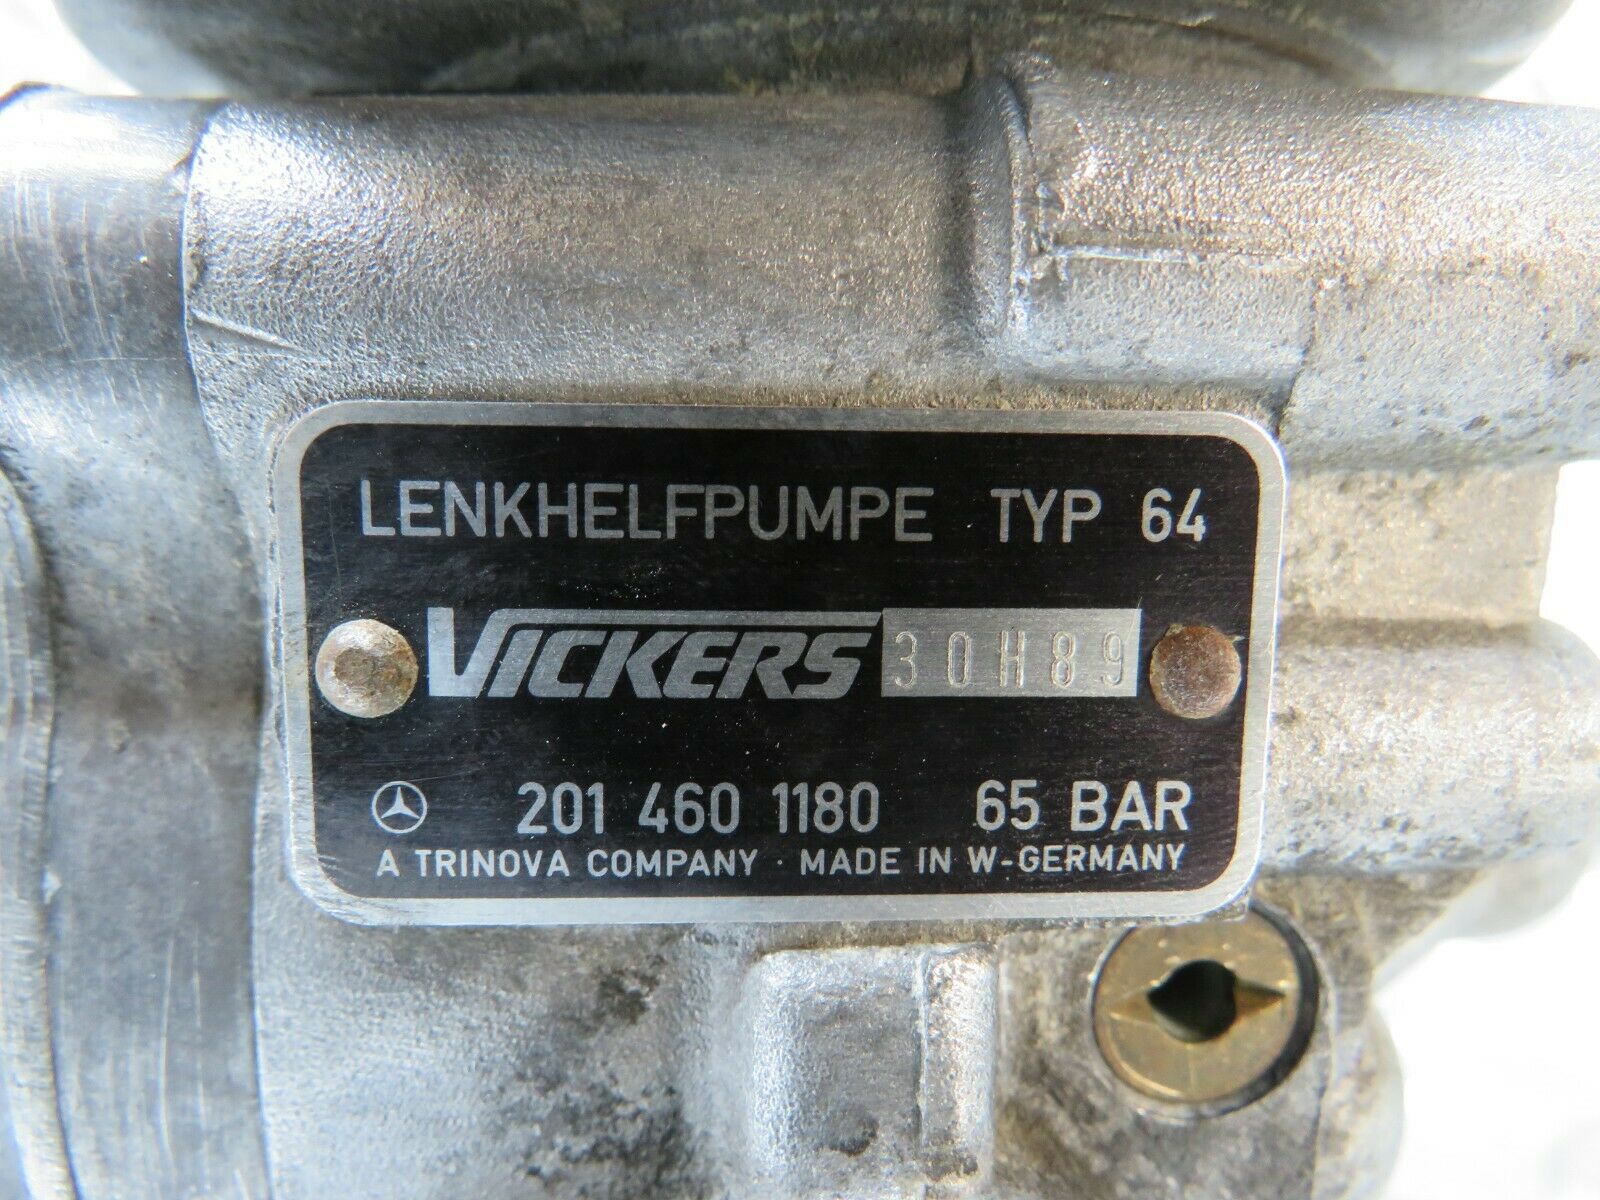 LENKHELFPUMPE TYP 64
VICKERS 30H89
201 460 1180 65 BAR
A TRINOVA COMPANY · MADE IN W-GERMANY